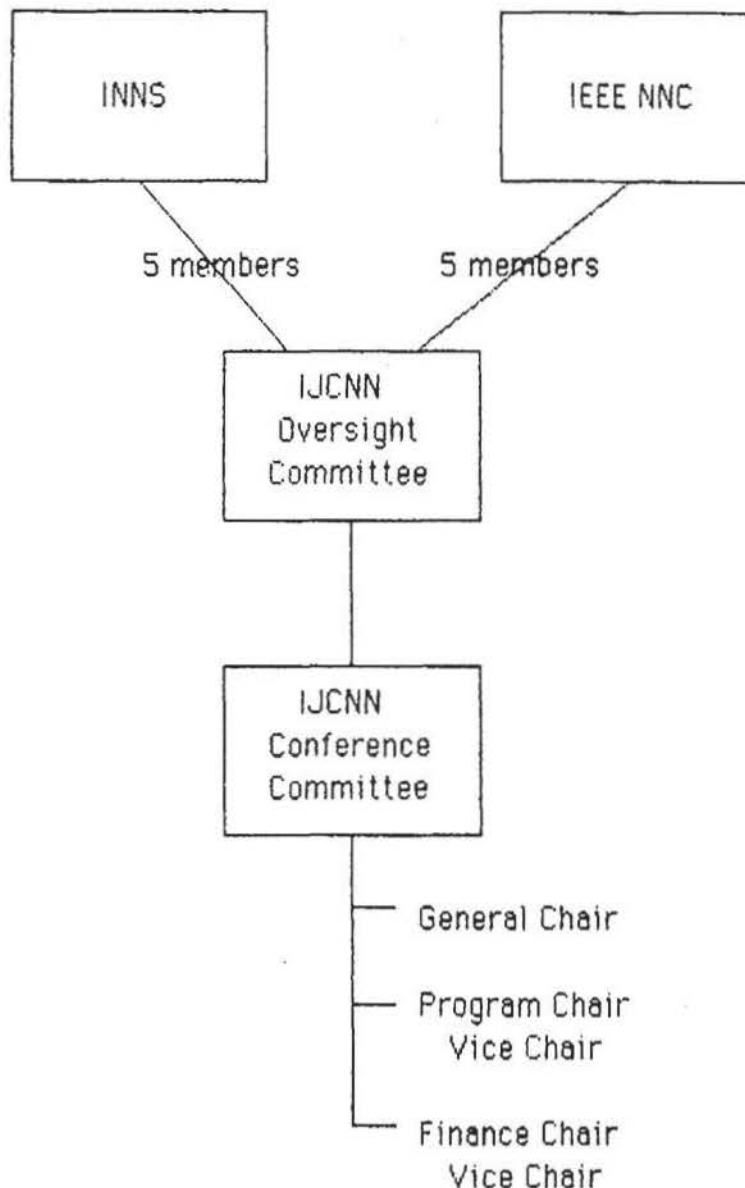 INNS
IEEE NNC
5 members
5 members
IJCNN
Oversight
Committee
IJCNN
Conference
Committee
General Chair
Program Chair
Vice Chair
Finance Chair
Vice Chair